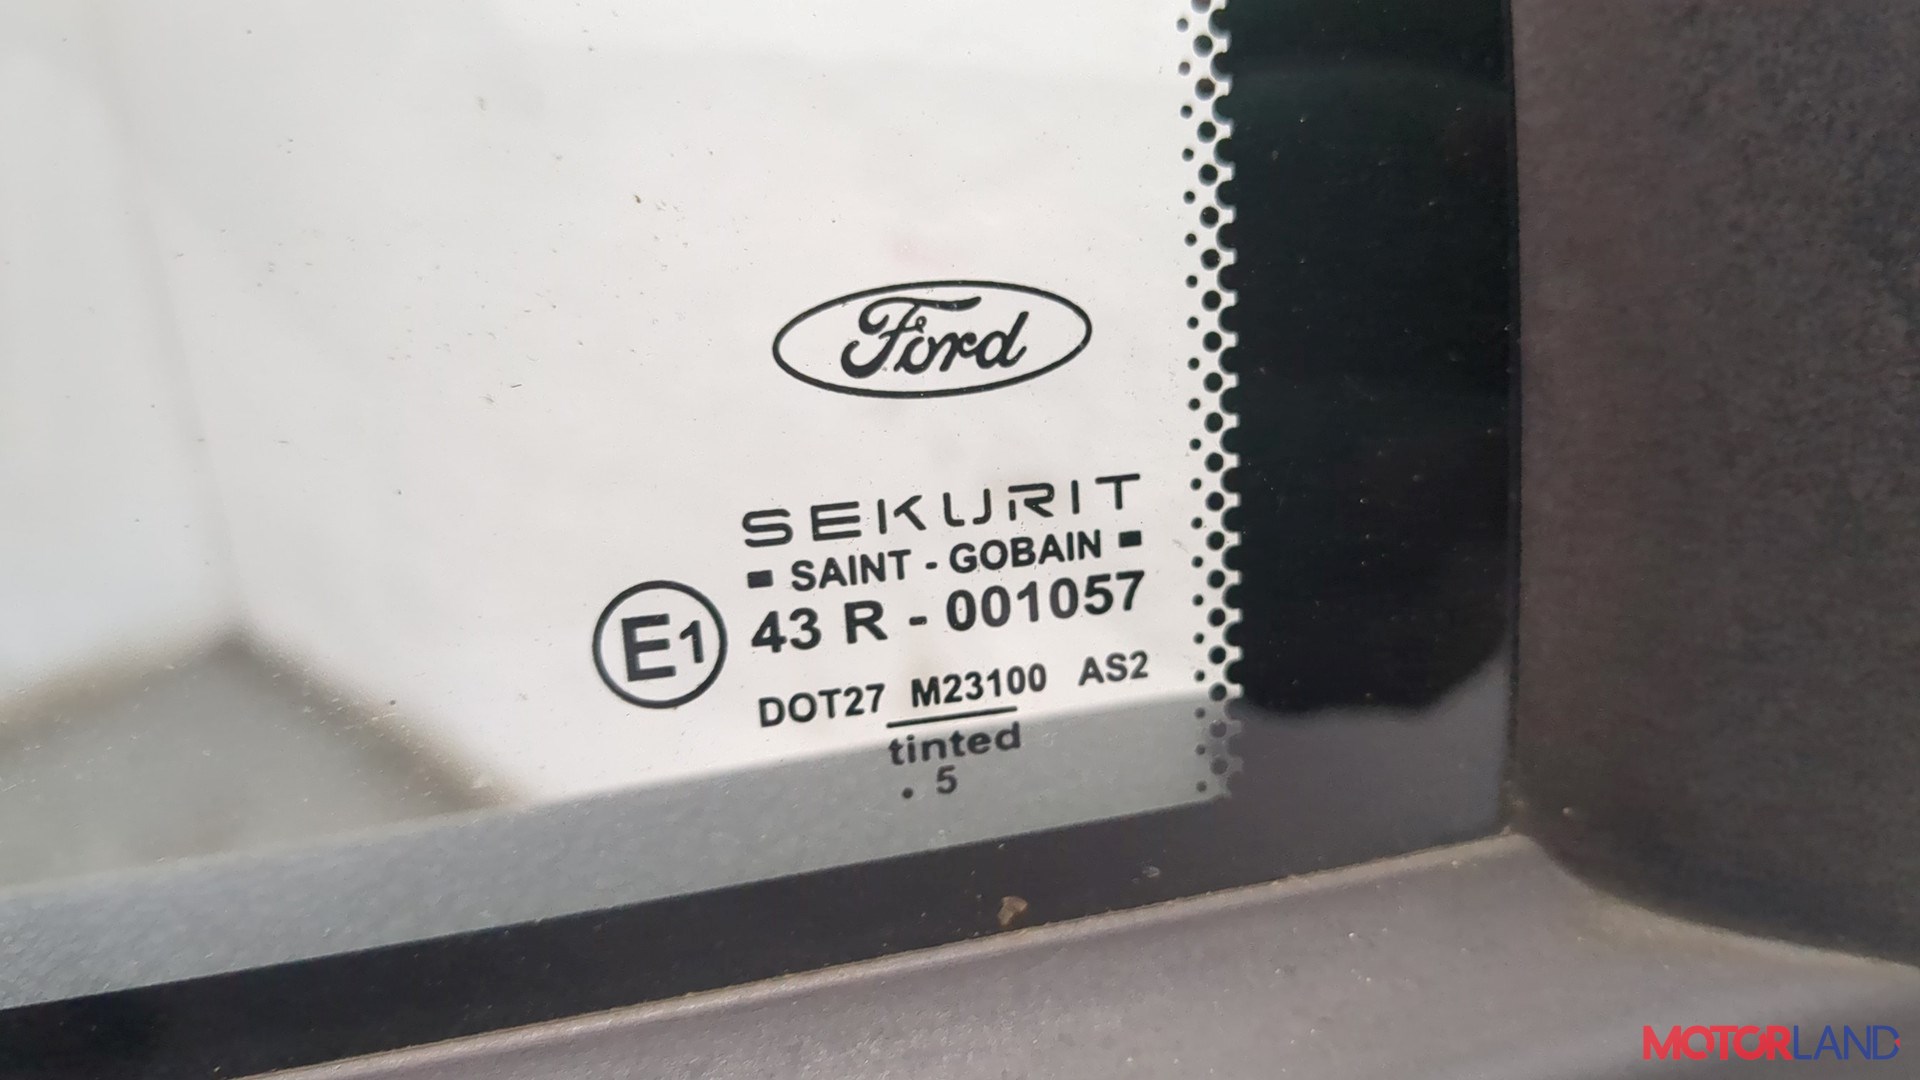 Ford
SEKURIT
SAINT - GOBAIN
E1 43 R - 001057
DOT27 M23100 AS2
tinted
. 5
MOTORLAND